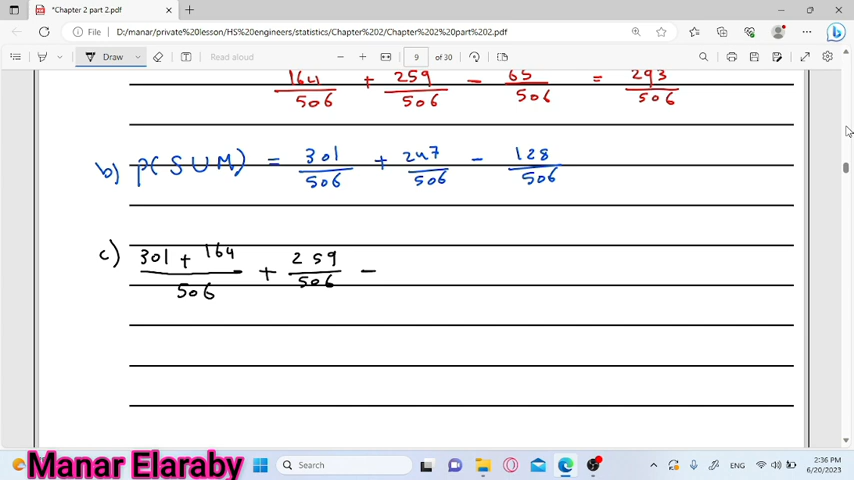 *Chapter 2 part 2.pdf
File
D:/manar/private%20lesson/HS%20engineers/statistics/Chapter%202/Chapter%202%20part%202.pdf
Draw Read aloud 9 of 30
164/506 + 259/506 - 65/506 = 293/506
b) P(SUM) = 301/506 + 247/506 - 128/506
c) (301 + 164)/506 + 259/506 -
Manar Elaraby
Search
ENG
2:36 PM
6/20/2023